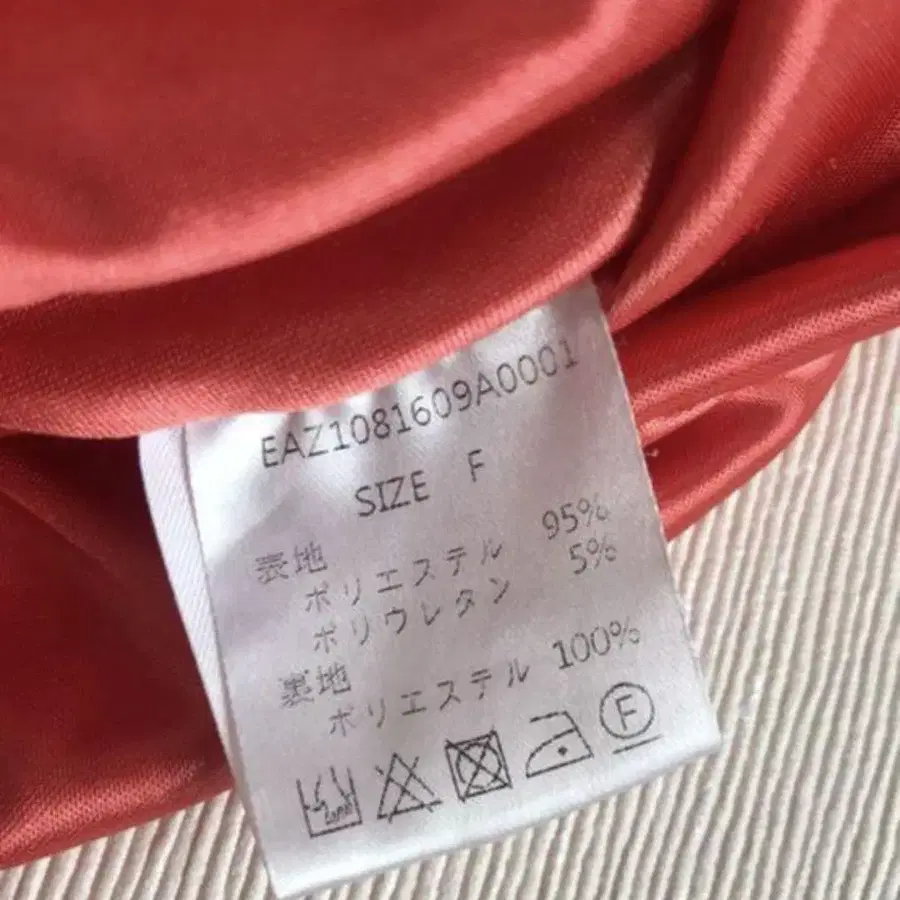 EAZ1081609A0001
SIZE F
表地
ポリエステル 95%
ポリウレタン 5%
裏地
ポリエステル 100%
F